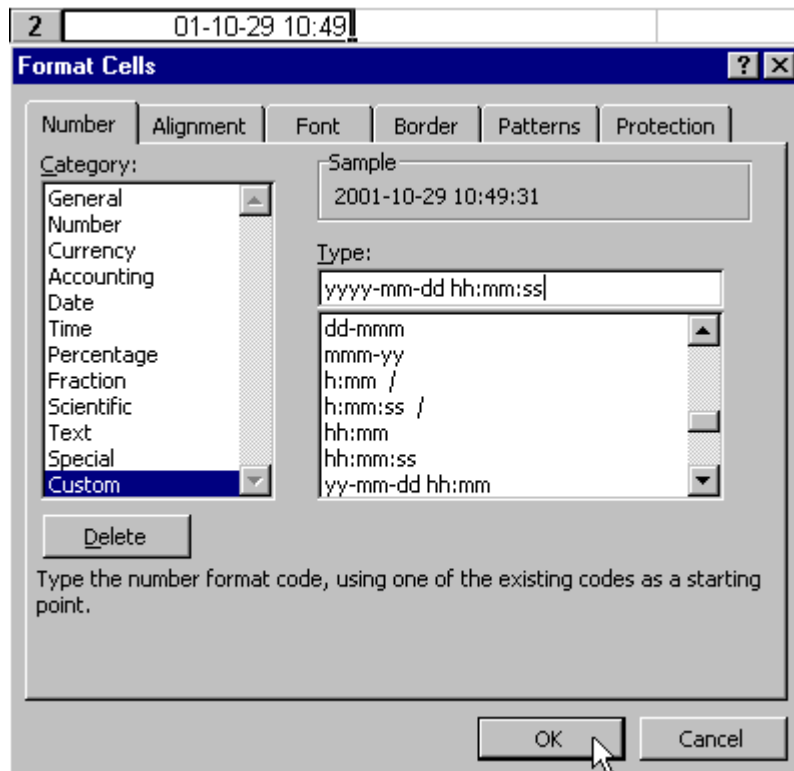 2 01-10-29 10:49
Format Cells ? ×
Number Alignment Font Border Patterns Protection
Category:
General
Number
Currency
Accounting
Date
Time
Percentage
Fraction
Scientific
Text
Special
Custom
Sample
2001-10-29 10:49:31
Type:
yyyy-mm-dd hh:mm:ss
dd-mmm
mmm-yy
h:mm /
h:mm:ss /
hh:mm
hh:mm:ss
yy-mm-dd hh:mm
Delete
Type the number format code, using one of the existing codes as a starting
point.
OK Cancel